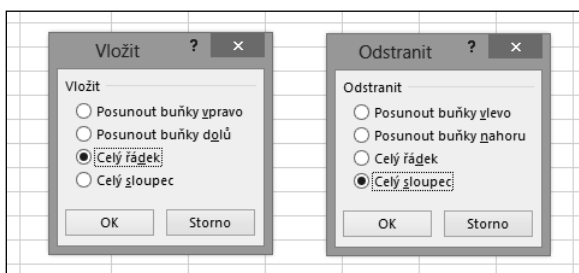 Vložit ? ×
Vložit
Posunout buňky vpravo
Posunout buňky dolů
Celý řádek
Celý sloupec
OK Storno
Odstranit ? ×
Odstranit
Posunout buňky vlevo
Posunout buňky nahoru
Celý řádek
Celý sloupec
OK Storno